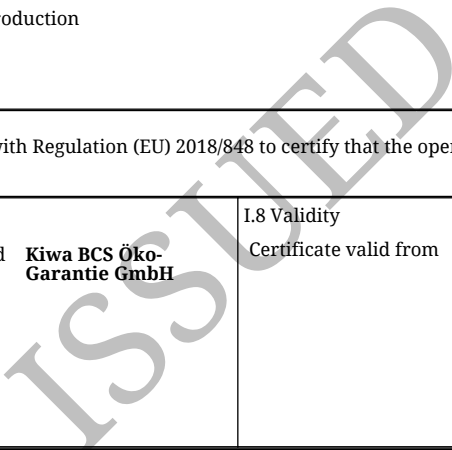 roduction
with Regulation (EU) 2018/848 to certify that the oper
d Kiwa BCS Öko-
Garantie GmbH
I.8 Validity
Certificate valid from
ISSUED